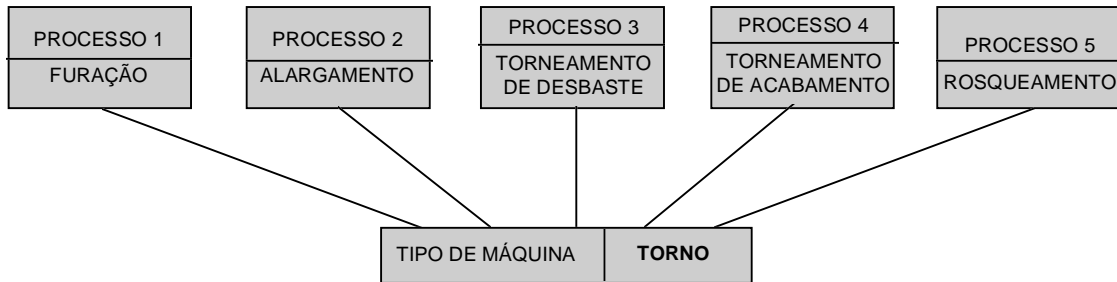 PROCESSO 1
FURAÇÃO
PROCESSO 2
ALARGAMENTO
PROCESSO 3
TORNEAMENTO
DE DESBASTE
PROCESSO 4
TORNEAMENTO
DE ACABAMENTO
PROCESSO 5
ROSQUEAMENTO
TIPO DE MÁQUINA
TORNO